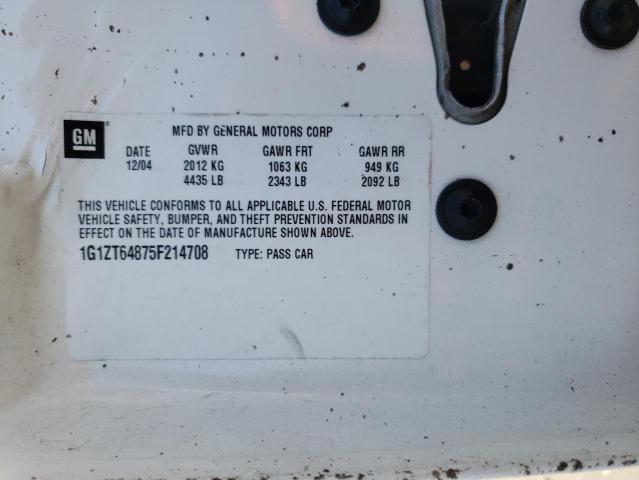 GM
MFD BY GENERAL MOTORS CORP
DATE GVWR GAWR FRT GAWR RR
12/04 2012 KG 1063 KG 949 KG
4435 LB 2343 LB 2092 LB
THIS VEHICLE CONFORMS TO ALL APPLICABLE U.S. FEDERAL MOTOR
VEHICLE SAFETY, BUMPER, AND THEFT PREVENTION STANDARDS IN
EFFECT ON THE DATE OF MANUFACTURE SHOWN ABOVE.
1G1ZT64875F214708 TYPE: PASS CAR